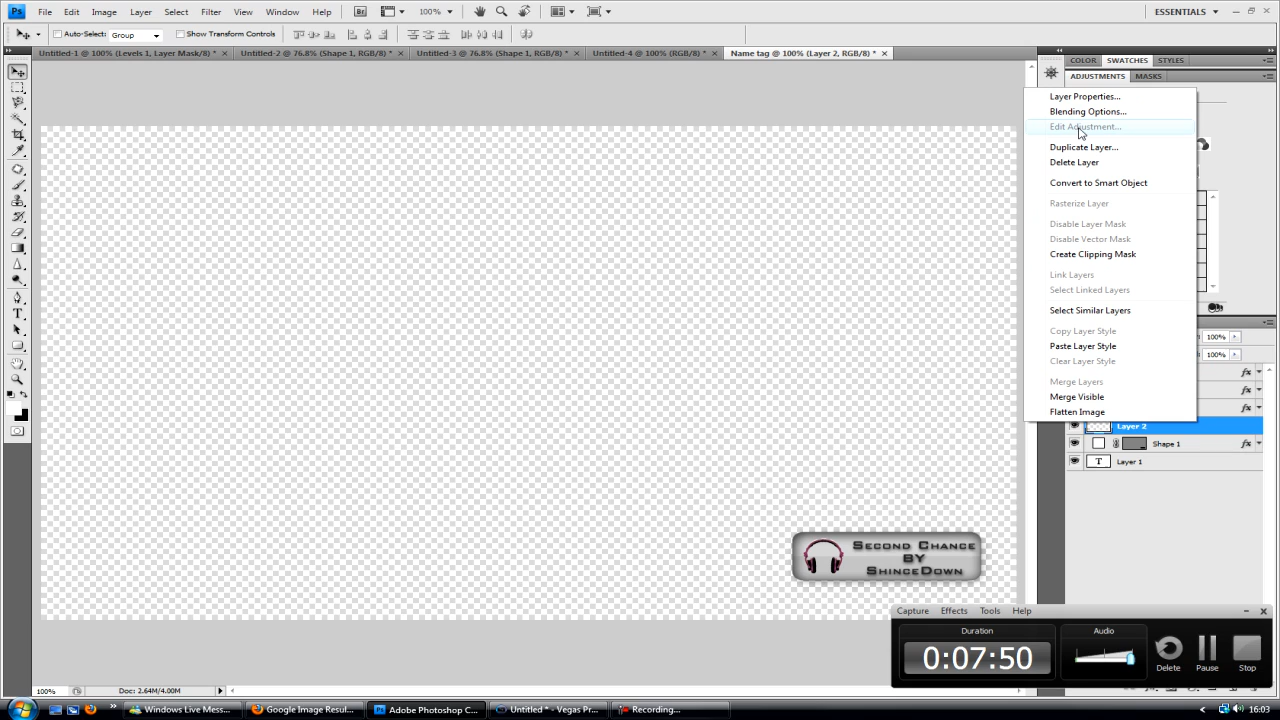 Ps File Edit Image Layer Select Filter View Window Help Br 100% ESSENTIALS
Auto-Select: Group Show Transform Controls
Untitled-1 @ 100% (Levels 1, Layer Mask/8) * Untitled-2 @ 76.8% (Shape 1, RGB/8) * Untitled-3 @ 76.8% (Shape 1, RGB/8) * Untitled-4 @ 100% (RGB/8) * Name tag @ 100% (Layer 2, RGB/8) *
COLOR SWATCHES STYLES
ADJUSTMENTS MASKS
Layer Properties...
Blending Options...
Edit Adjustment...
Duplicate Layer...
Delete Layer
Convert to Smart Object
Rasterize Layer
Disable Layer Mask
Disable Vector Mask
Create Clipping Mask
Link Layers
Select Linked Layers
Select Similar Layers
Copy Layer Style
Paste Layer Style
Clear Layer Style
Merge Layers
Merge Visible
Flatten Image
100%
100%
fx
fx
fx
Layer 2
Shape 1 fx
T Layer 1
Second Chance
BY
ShinceDown
Capture Effects Tools Help
Duration Audio
0:07:50
Delete Pause Stop
100% Doc: 2.64M/4.00M
Windows Live Mess... Google Image Resul... Adobe Photoshop C... Untitled * - Vegas Pr... Recording... 16:03